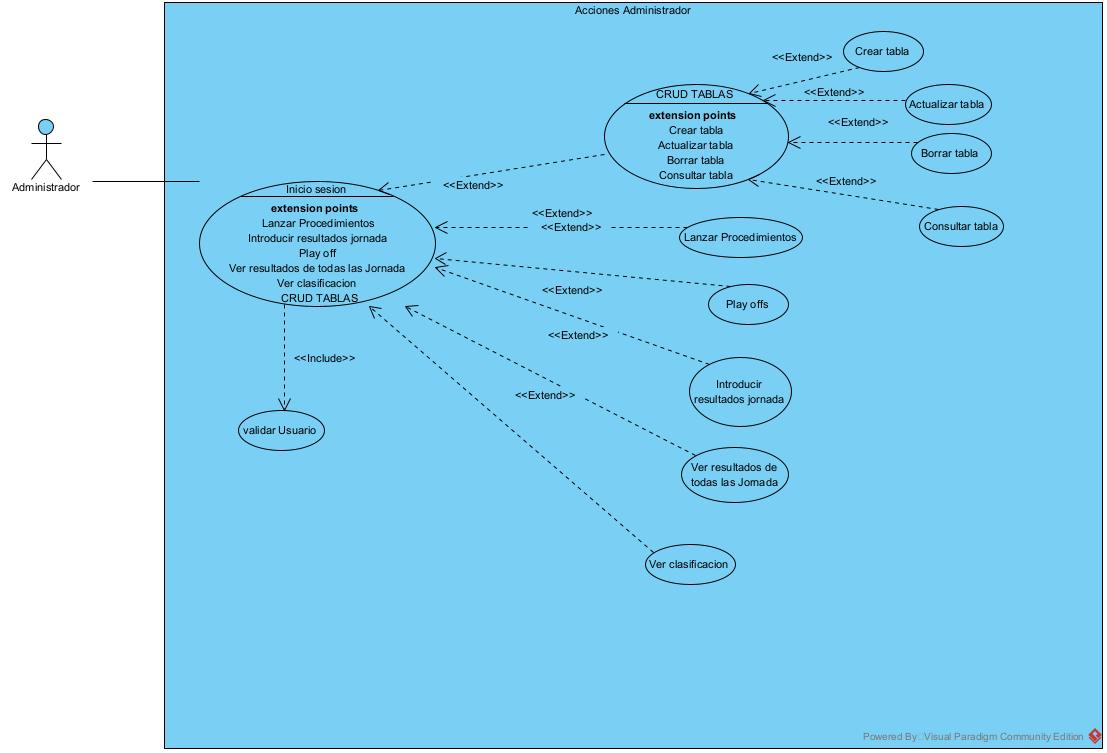 Acciones Administrador
Administrador
Crear tabla
<<Extend>>
CRUD TABLAS
extension points
Crear tabla
Actualizar tabla
Borrar tabla
Consultar tabla
<<Extend>>
Actualizar tabla
<<Extend>>
Borrar tabla
<<Extend>>
Consultar tabla
<<Extend>>
Inicio sesion
extension points
Lanzar Procedimientos
Introducir resultados jornada
Play off
Ver resultados de todas las Jornada
Ver clasificacion
CRUD TABLAS
<<Extend>>
<<Extend>>
Lanzar Procedimientos
<<Extend>>
Play offs
<<Extend>>
Introducir
resultados jornada
<<Include>>
validar Usuario
<<Extend>>
Ver resultados de
todas las Jornada
Ver clasificacion
Powered By Visual Paradigm Community Edition